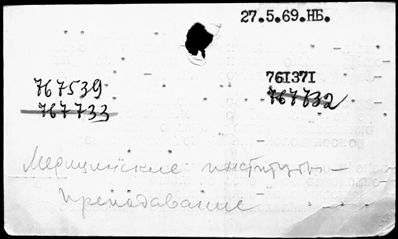 27.5.69.НБ.
767539
767733
761371
767732
Медицинские институты –
преподавание